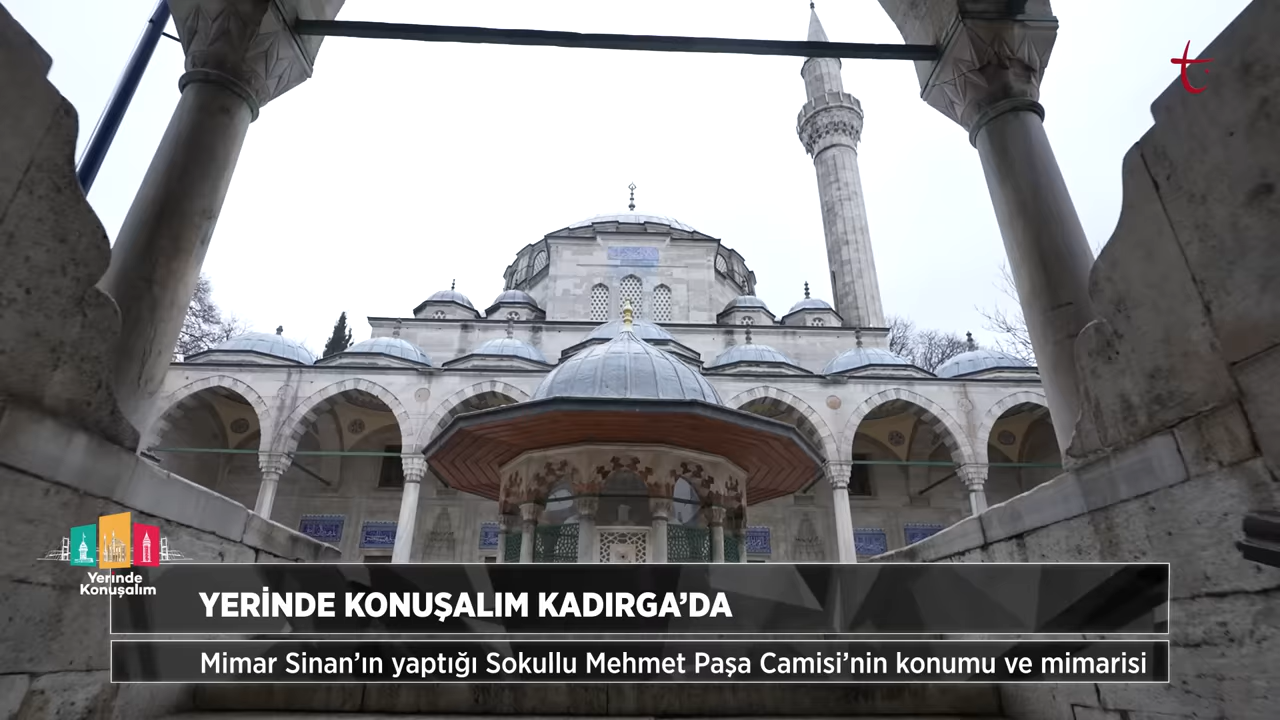 Yerinde
Konuşalım
YERİNDE KONUŞALIM KADIRGA’DA
Mimar Sinan’ın yaptığı Sokullu Mehmet Paşa Camisi’nin konumu ve mimarisi